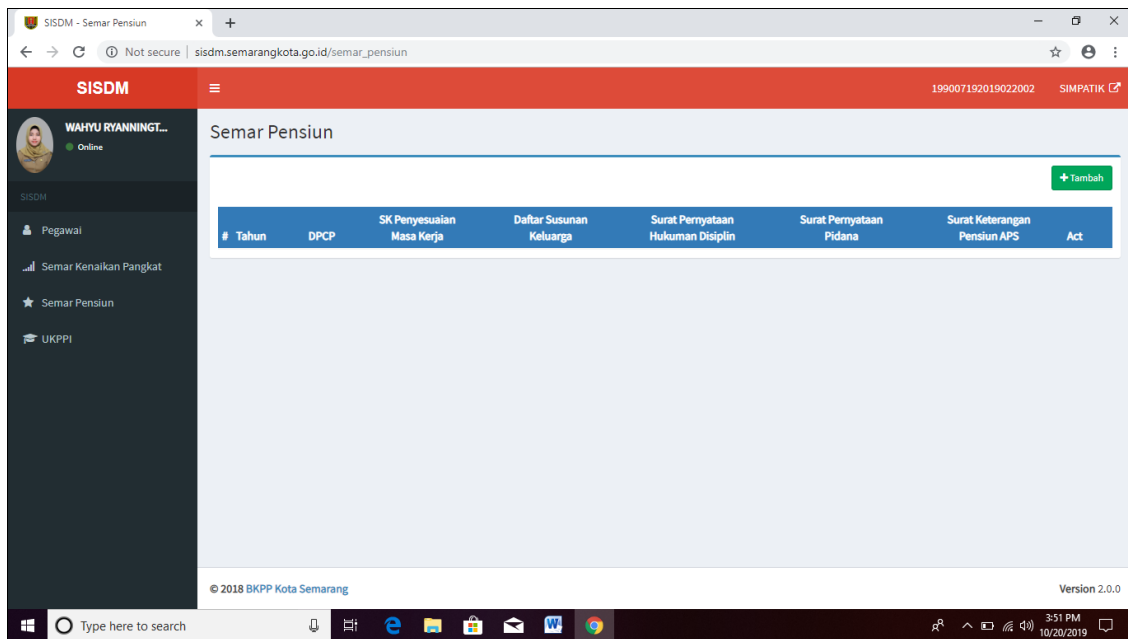 SISDM - Semar Pensiun
Not secure | sisdm.semarangkota.go.id/semar_pensiun
SISDM
199007192019022002
SIMPATIK
WAHYU RYANNINGT...
Online
SISDM
Pegawai
Semar Kenaikan Pangkat
Semar Pensiun
UKPPI
Semar Pensiun
+ Tambah
# Tahun DPCP SK Penyesuaian Masa Kerja Daftar Susunan Keluarga Surat Pernyataan Hukuman Disiplin Surat Pernyataan Pidana Surat Keterangan Pensiun APS Act
© 2018 BKPP Kota Semarang
Version 2.0.0
Type here to search
3:51 PM
10/20/2019